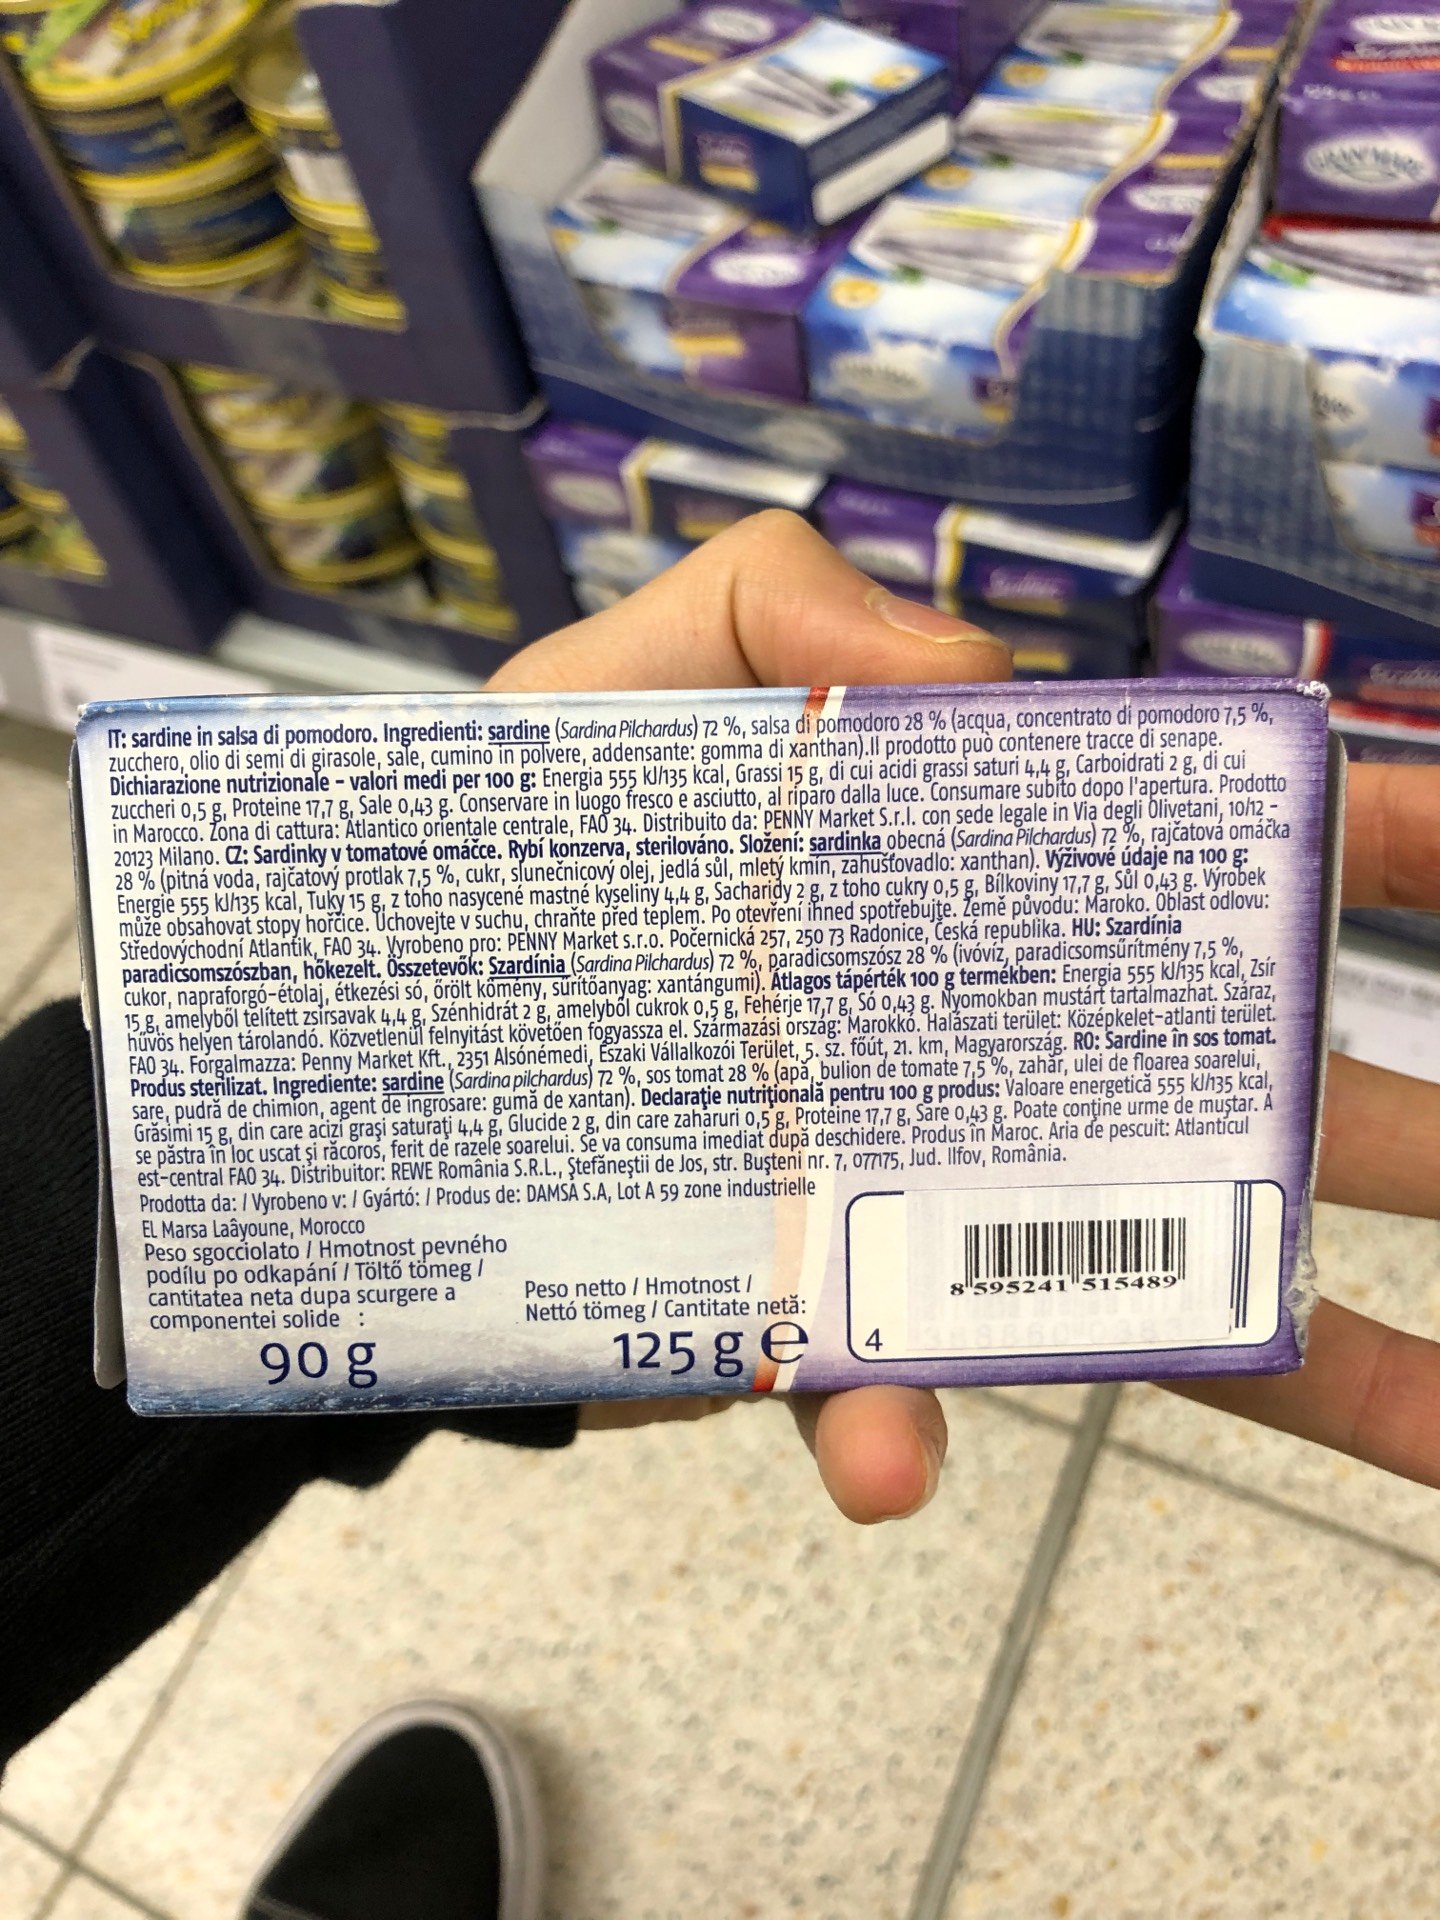 IT: sardine in salsa di pomodoro. Ingredienti: sardine (Sardina Pilchardus) 72 %, salsa di pomodoro 28 % (acqua, concentrato di pomodoro 7,5 %,
zucchero, olio di semi di girasole, sale, cumino in polvere, addensante: gomma di xanthan).Il prodotto può contenere tracce di senape.
Dichiarazione nutrizionale - valori medi per 100 g: Energia 555 kJ/135 kcal, Grassi 15 g, di cui acidi grassi saturi 4,4 g, Carboidrati 2 g, di cui
zuccheri 0,5 g, Proteine 17,7 g, Sale 0,43 g. Conservare in luogo fresco e asciutto, al riparo dalla luce. Consumare subito dopo l'apertura. Prodotto
in Marocco. Zona di cattura: Atlantico orientale centrale, FAO 34. Distribuito da: PENNY Market S.r.l. con sede legale in Via degli Olivetani, 10/12 -
20123 Milano. CZ: Sardinky v tomatové omáčce. Rybí konzerva, sterilováno. Složení: sardinka obecná (Sardina Pilchardus) 72 %, rajčatová omáčka
28 % (pitná voda, rajčatový protlak 7,5 %, cukr, slunečnicový olej, jedlá sůl, mletý kmín, zahušťovadlo: xanthan). Výživové údaje na 100 g:
Energie 555 kJ/135 kcal, Tuky 15 g, z toho nasycené mastné kyseliny 4,4 g, Sacharidy 2 g, z toho cukry 0,5 g, Bílkoviny 17,7 g, Sůl 0,43 g. Výrobek
může obsahovat stopy hořčice. Uchovejte v suchu, chraňte před teplem. Po otevření ihned spotřebujte. Země původu: Maroko. Oblast odlovu:
Středovýchodní Atlantik, FAO 34. Vyrobeno pro: PENNY Market s.r.o. Počernická 257, 250 73 Radonice, Česká republika. HU: Szardínia
paradicsomszószban, hőkezelt. Összetevők: Szardínia (Sardina Pilchardus) 72 %, paradicsomszósz 28 % (ivóvíz, paradicsomsűrítmény 7,5 %,
cukor, napraforgó-étolaj, étkezési só, őrölt kömény, sűrítőanyag: xantángumi). Átlagos tápérték 100 g termékben: Energia 555 kJ/135 kcal, Zsír
15 g, amelyből telített zsírsavak 4,4 g, Szénhidrát 2 g, amelyből cukrok 0,5 g, Fehérje 17,7 g, Só 0,43 g. Nyomokban mustárt tartalmazhat. Száraz,
hűvös helyen tárolandó. Közvetlenül felnyitást követően fogyassza el. Származási ország: Marokkó. Halászati terület: Középkelet-atlanti terület.
FAO 34. Forgalmazza: Penny Market Kft., 2351 Alsónémedi, Északi Vállalkozói Terület, 5. sz. főút, 21. km, Magyarország. RO: Sardine în sos tomat.
Produs sterilizat. Ingrediente: sardine (Sardina pilchardus) 72 %, sos tomat 28 % (apă, bulion de tomate 7,5 %, zahăr, ulei de floarea soarelui,
sare, pudră de chimion, agent de îngrosare: gumă de xantan). Declaraţie nutriţională pentru 100 g produs: Valoare energetică 555 kJ/135 kcal,
Grăsimi 15 g, din care acizi graşi saturaţi 4,4 g, Glucide 2 g, din care zaharuri 0,5 g, Proteine 17,7 g, Sare 0,43 g. Poate conţine urme de muştar. A
se păstra în loc uscat şi răcoros, ferit de razele soarelui. Se va consuma imediat după deschidere. Produs în Maroc. Aria de pescuit: Atlanticul
est-central FAO 34. Distribuitor: REWE România S.R.L., Ştefăneştii de Jos, str. Buşteni nr. 7, 077175, Jud. Ilfov, România.
Prodotta da: / Vyrobeno v: / Gyártó: / Produs de: DAMSA S.A, Lot A 59 zone industrielle
EL Marsa Laâyoune, Morocco
Peso sgocciolato / Hmotnost pevného
podílu po odkapání / Töltő tömeg /
cantitatea neta dupa scurgere a
componentei solide :
90 g
Peso netto / Hmotnost /
Nettó tömeg / Cantitate netă:
125 g e
4
8 595241 515489